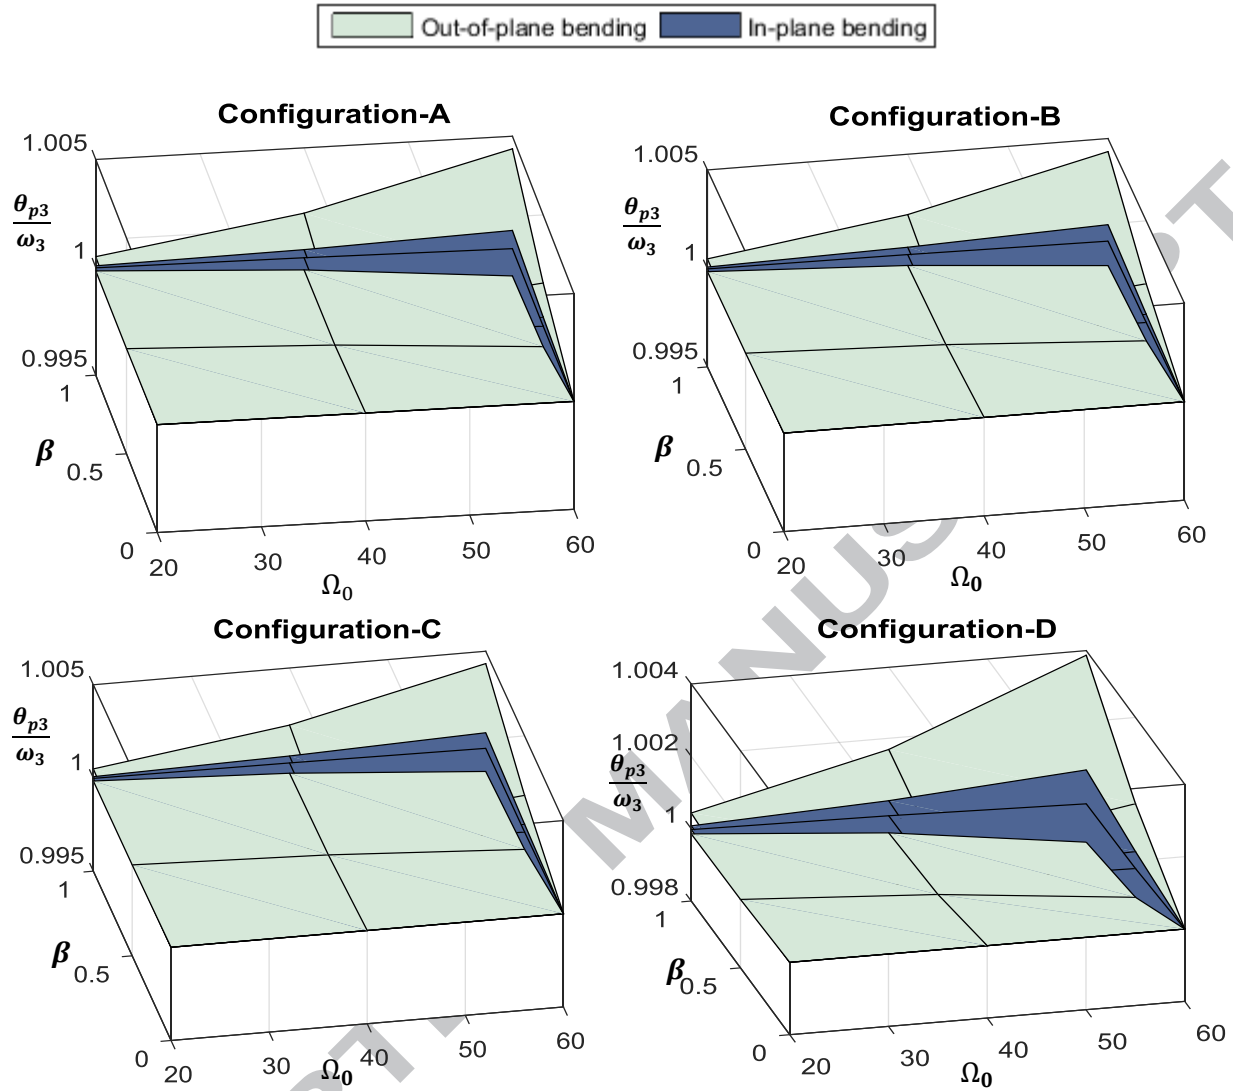 Out-of-plane bending In-plane bending
Configuration-A
1.005
θp3/ω3
1
0.995
1
β
0.5
0
20 30 40 50 60
Ω0
Configuration-B
1.005
θp3/ω3
1
0.995
1
β
0.5
0
20 30 40 50 60
Ω0
Configuration-C
1.005
θp3/ω3
1
0.995
1
β
0.5
0
20 30 40 50 60
Ω0
Configuration-D
1.004
1.002
θp3/ω3
1
0.998
1
β
0.5
0
20 30 40 50 60
Ω0